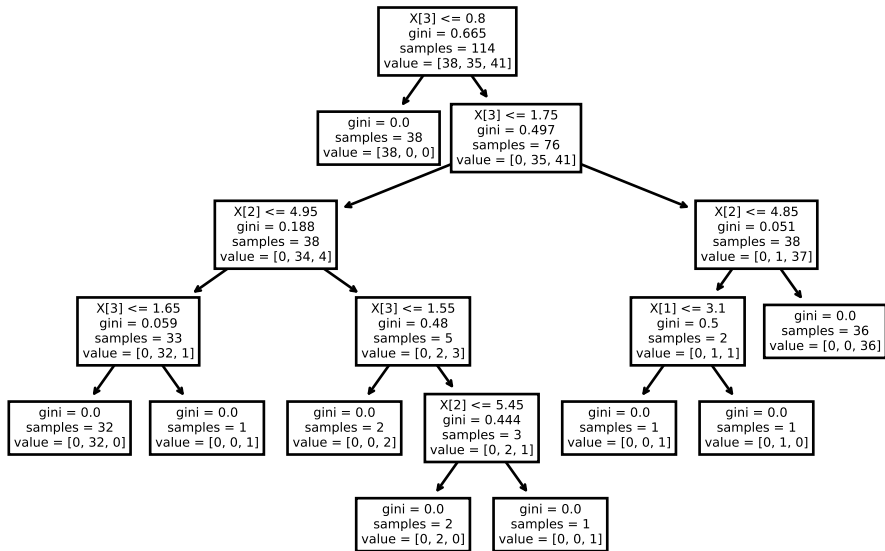 X[3] <= 0.8
gini = 0.665
samples = 114
value = [38, 35, 41]
gini = 0.0
samples = 38
value = [38, 0, 0]
X[3] <= 1.75
gini = 0.497
samples = 76
value = [0, 35, 41]
X[2] <= 4.95
gini = 0.188
samples = 38
value = [0, 34, 4]
X[2] <= 4.85
gini = 0.051
samples = 38
value = [0, 1, 37]
X[3] <= 1.65
gini = 0.059
samples = 33
value = [0, 32, 1]
X[3] <= 1.55
gini = 0.48
samples = 5
value = [0, 2, 3]
X[1] <= 3.1
gini = 0.5
samples = 2
value = [0, 1, 1]
gini = 0.0
samples = 36
value = [0, 0, 36]
gini = 0.0
samples = 32
value = [0, 32, 0]
gini = 0.0
samples = 1
value = [0, 0, 1]
gini = 0.0
samples = 2
value = [0, 0, 2]
X[2] <= 5.45
gini = 0.444
samples = 3
value = [0, 2, 1]
gini = 0.0
samples = 1
value = [0, 0, 1]
gini = 0.0
samples = 1
value = [0, 1, 0]
gini = 0.0
samples = 2
value = [0, 2, 0]
gini = 0.0
samples = 1
value = [0, 0, 1]